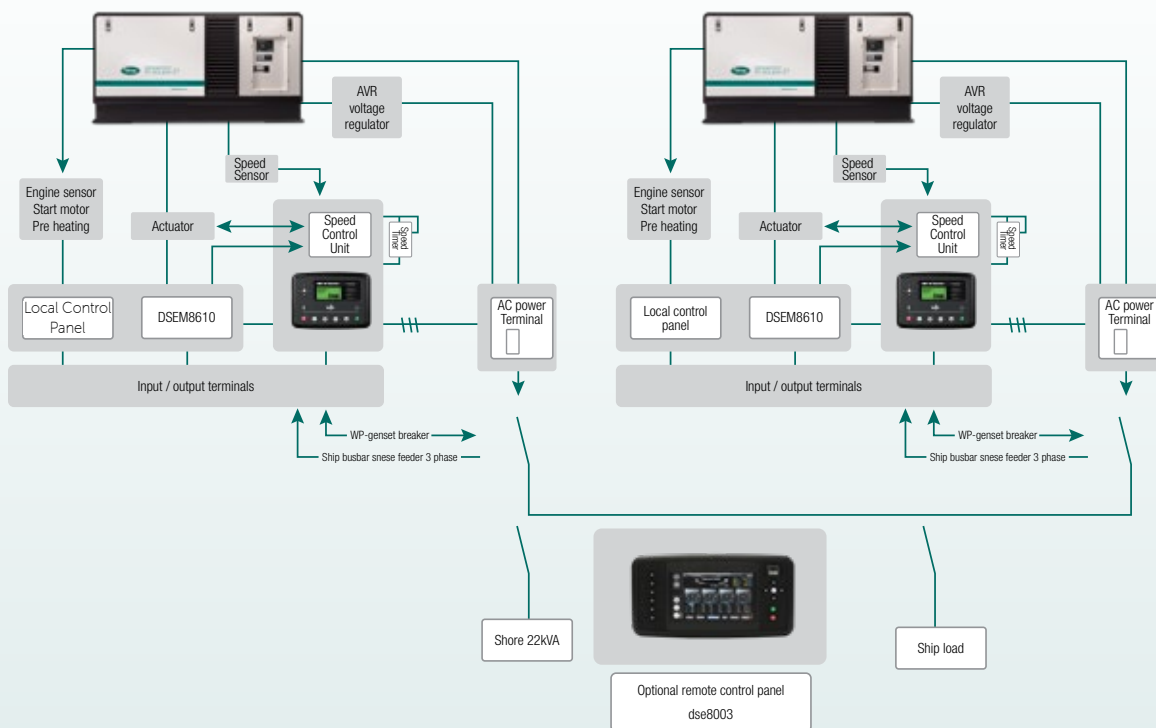 AVR
voltage
regulator
Speed
Sensor
Engine sensor
Start motor
Pre heating
Actuator
Speed
Control
Unit
Speed
Timer
Local Control
Panel
DSEM8610
AC power
Terminal
Input / output terminals
WP-genset breaker
Ship busbar snese feeder 3 phase
AVR
voltage
regulator
Speed
Sensor
Engine sensor
Start motor
Pre heating
Actuator
Speed
Control
Unit
Speed
Timer
Local control
panel
DSEM8610
AC power
Terminal
Input / output terminals
WP-genset breaker
Ship busbar snese feeder 3 phase
Shore 22kVA
Ship load
Optional remote control panel
dse8003